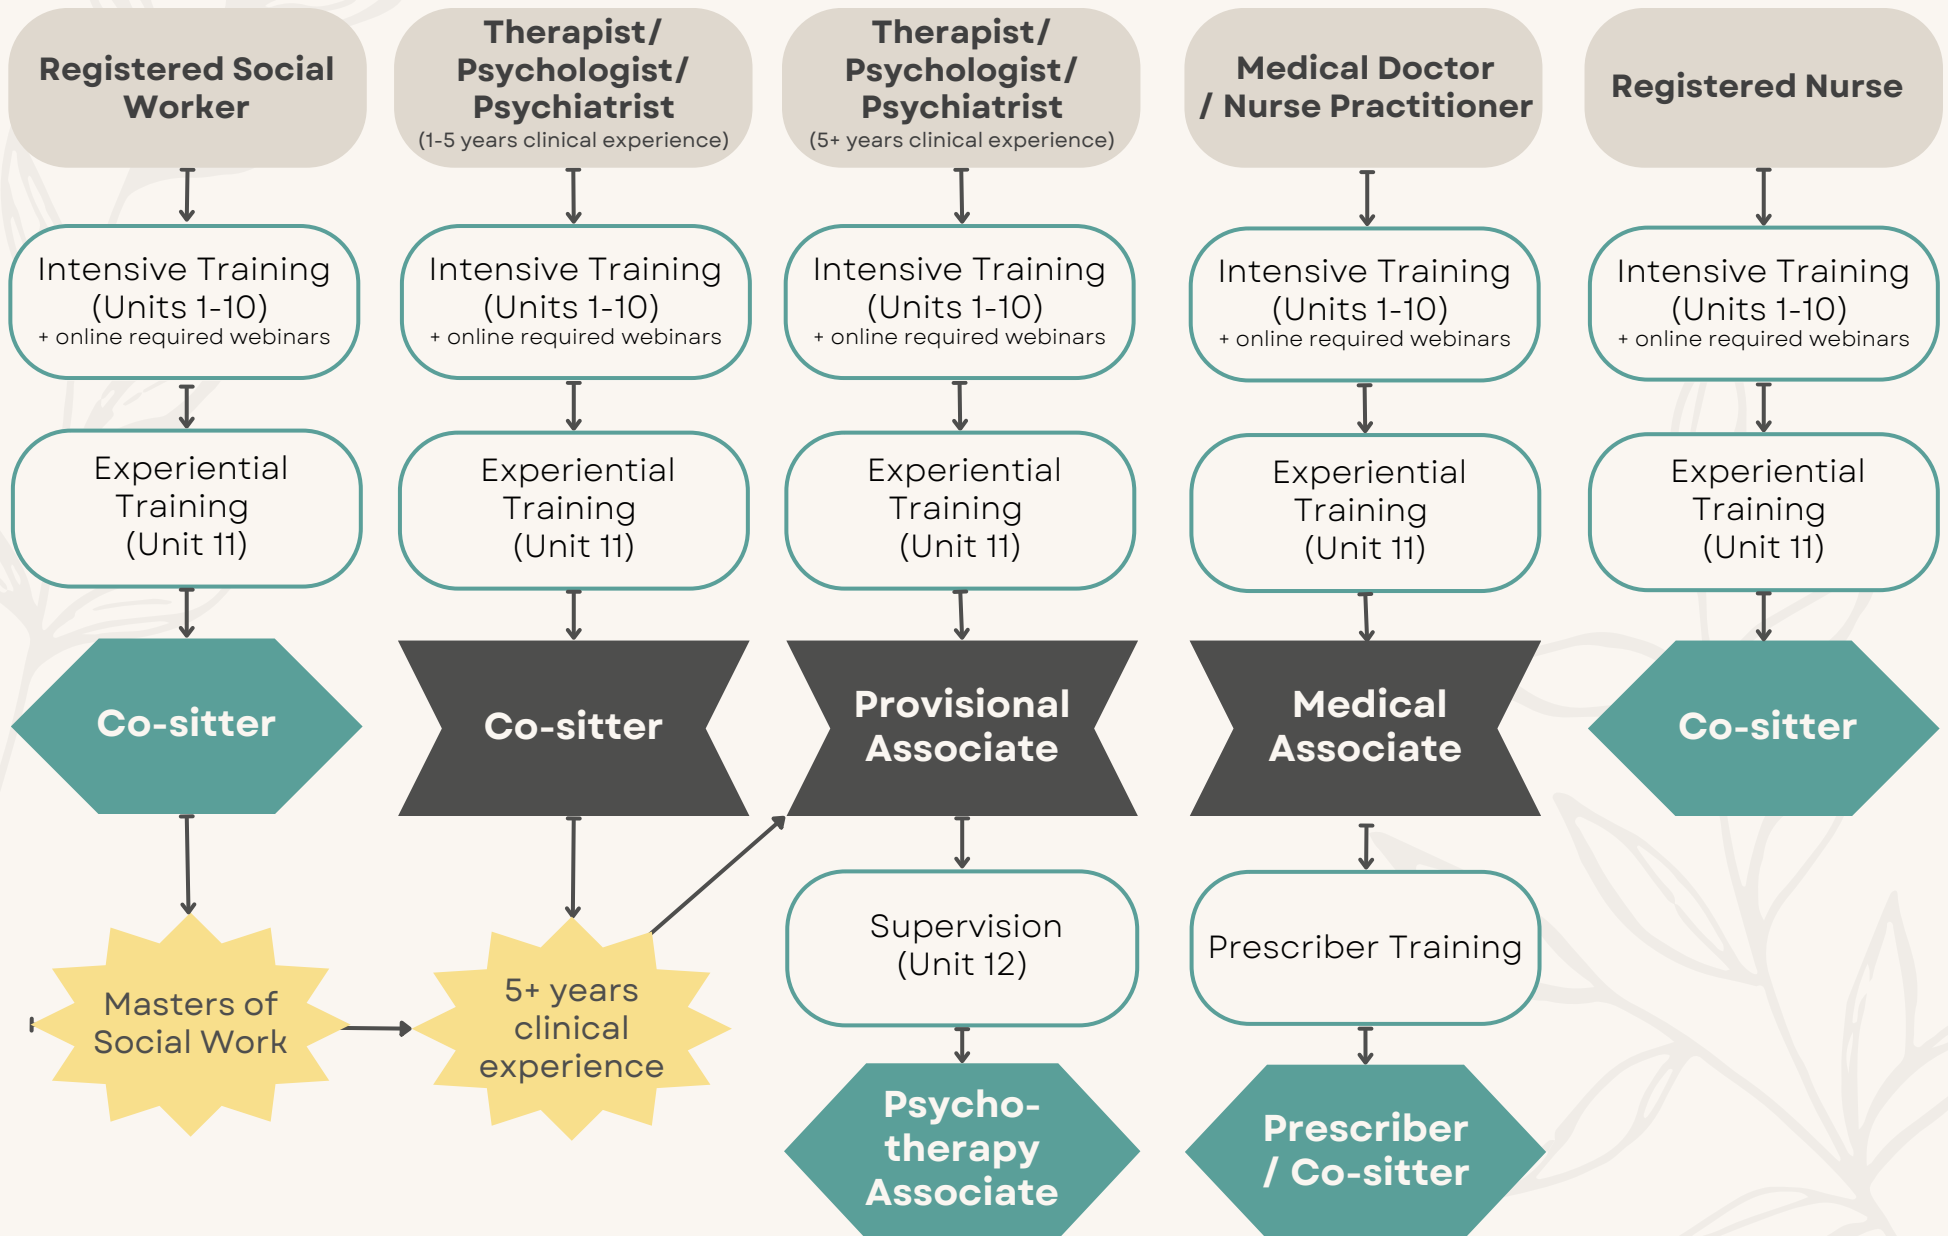 Registered Social
Worker
Therapist/
Psychologist/
Psychiatrist
(1-5 years clinical experience)
Therapist/
Psychologist/
Psychiatrist
(5+ years clinical experience)
Medical Doctor
/ Nurse Practitioner
Registered Nurse
Intensive Training
(Units 1-10)
+ online required webinars
Intensive Training
(Units 1-10)
+ online required webinars
Intensive Training
(Units 1-10)
+ online required webinars
Intensive Training
(Units 1-10)
+ online required webinars
Intensive Training
(Units 1-10)
+ online required webinars
Experiential
Training
(Unit 11)
Experiential
Training
(Unit 11)
Experiential
Training
(Unit 11)
Experiential
Training
(Unit 11)
Experiential
Training
(Unit 11)
Co-sitter
Co-sitter
Provisional
Associate
Medical
Associate
Co-sitter
Masters of
Social Work
5+ years
clinical
experience
Supervision
(Unit 12)
Prescriber Training
Psycho-
therapy
Associate
Prescriber
/ Co-sitter